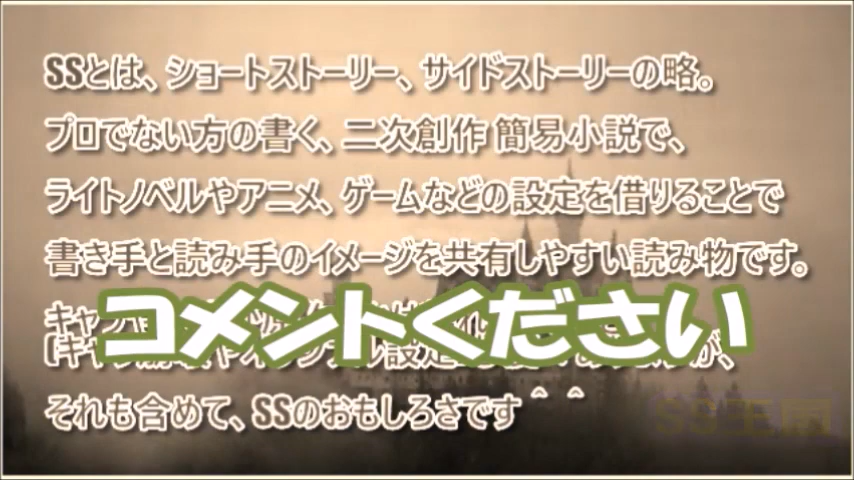 SSとは、ショートストーリー、サイドストーリーの略。
プロでない方の書く、二次創作 簡易小説で、
ライトノベルやアニメ、ゲームなどの設定を借りることで
書き手と読み手のイメージを共有しやすい読み物です。
コメントください
それも含めて、SSのおもしろさです ^ ^